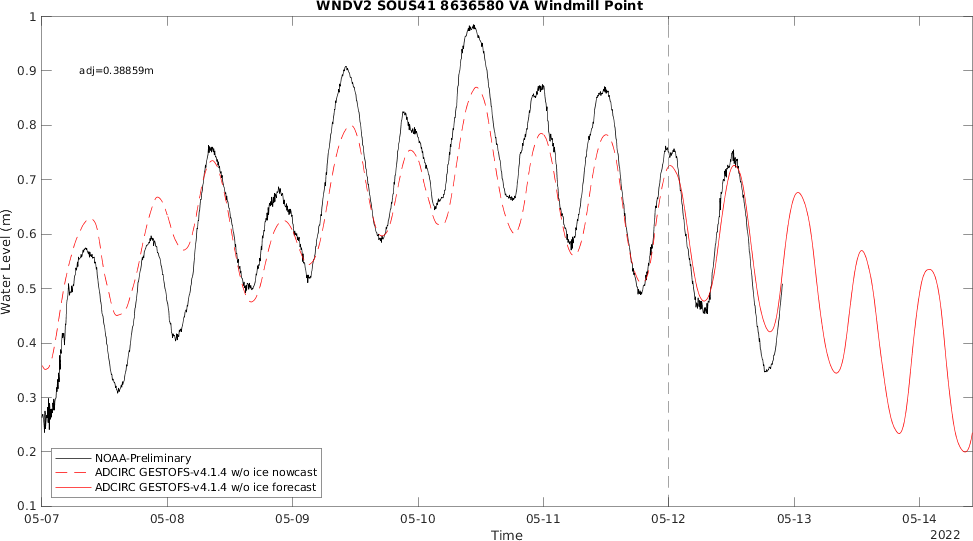 WNDV2 SOUS41 8636580 VA Windmill Point
adj=0.38859m
Water Level (m)
1
0.9
0.8
0.7
0.6
0.5
0.4
0.3
0.2
0.1
NOAA-Preliminary
ADCIRC GESTOFS-v4.1.4 w/o ice nowcast
ADCIRC GESTOFS-v4.1.4 w/o ice forecast
05-07 05-08 05-09 05-10 05-11 05-12 05-13 05-14
Time
2022